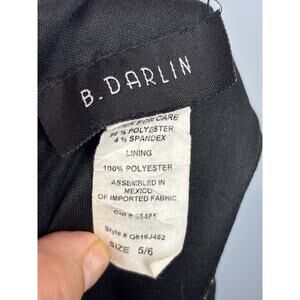 B. DARLIN
FOR CARE
96% POLYESTER
4% SPANDEX
LINING
100% POLYESTER
ASSEMBLED IN
MEXICO
OF IMPORTED FABRIC
Cut #
Style #
SIZE 5/6